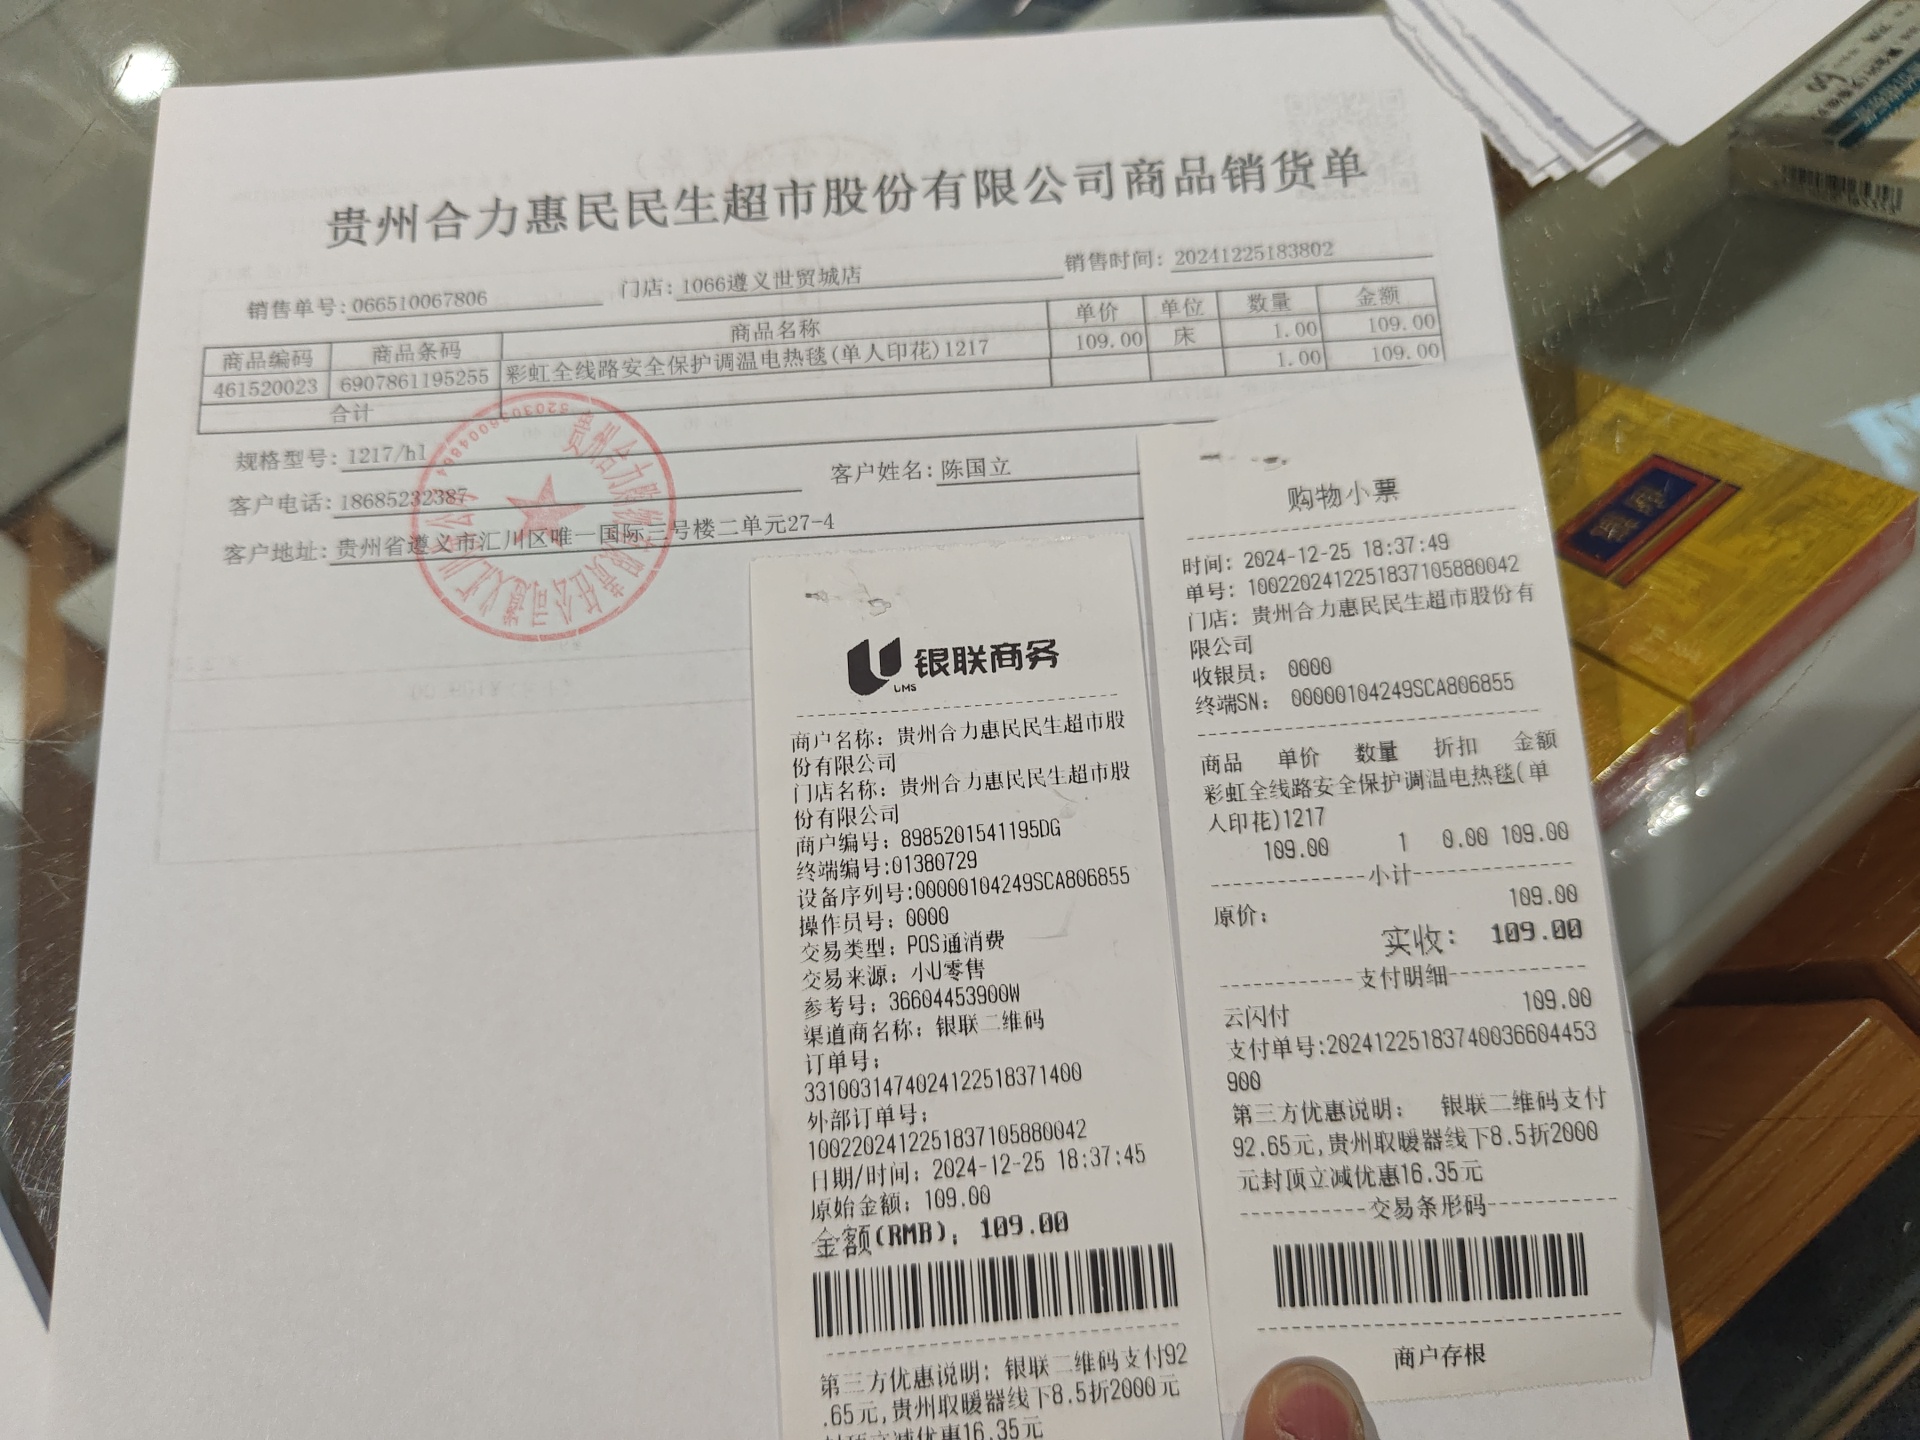 贵州合力惠民民生超市股份有限公司商品销货单
销售单号:066510067806 门店:1066遵义世贸城店 销售时间:20241225183802
商品编码 商品条码 商品名称 单价 单位 数量 金额
461520023 6907861195255 彩虹全线路安全保护调温电热毯(单人印花)1217 109.00 床 1.00 109.00
合计 1.00 109.00
规格型号:1217/h1
客户电话:18685232387 客户姓名:陈国立
客户地址:贵州省遵义市汇川区唯一国际三号楼二单元27-4
银联商务
UMS
商户名称：贵州合力惠民民生超市股
份有限公司
门店名称：贵州合力惠民民生超市股
份有限公司
商户编号：8985201541195DG
终端编号:01380729
设备序列号:00000104249SCA806855
操作员号：0000
交易类型：POS通消费
交易来源：小U零售
参考号：36604453900W
渠道商名称：银联二维码
订单号：
3310031474024122518371400
外部订单号：
10022024122518371058800​42
日期/时间：2024-12-25 18:37:45
原始金额：109.00
金额(RMB)：109.00
第三方优惠说明：银联二维码支付92
.65元,贵州取暖器线下8.5折2000元
封顶立减优惠16.35元
购物小票
时间：2024-12-25 18:37:49
单号：1002202412251837105880042
门店：贵州合力惠民民生超市股份有
限公司
收银员： 0000
终端SN： 00000104249SCA806855
商品 单价 数量 折扣 金额
彩虹全线路安全保护调温电热毯(单
人印花)1217
109.00 1 0.00 109.00
小计
原价： 109.00
实收： 109.00
支付明细
云闪付 109.00
支付单号:20241225183740036604453
900
第三方优惠说明： 银联二维码支付
92.65元,贵州取暖器线下8.5折2000
元封顶立减优惠16.35元
交易条形码
商户存根